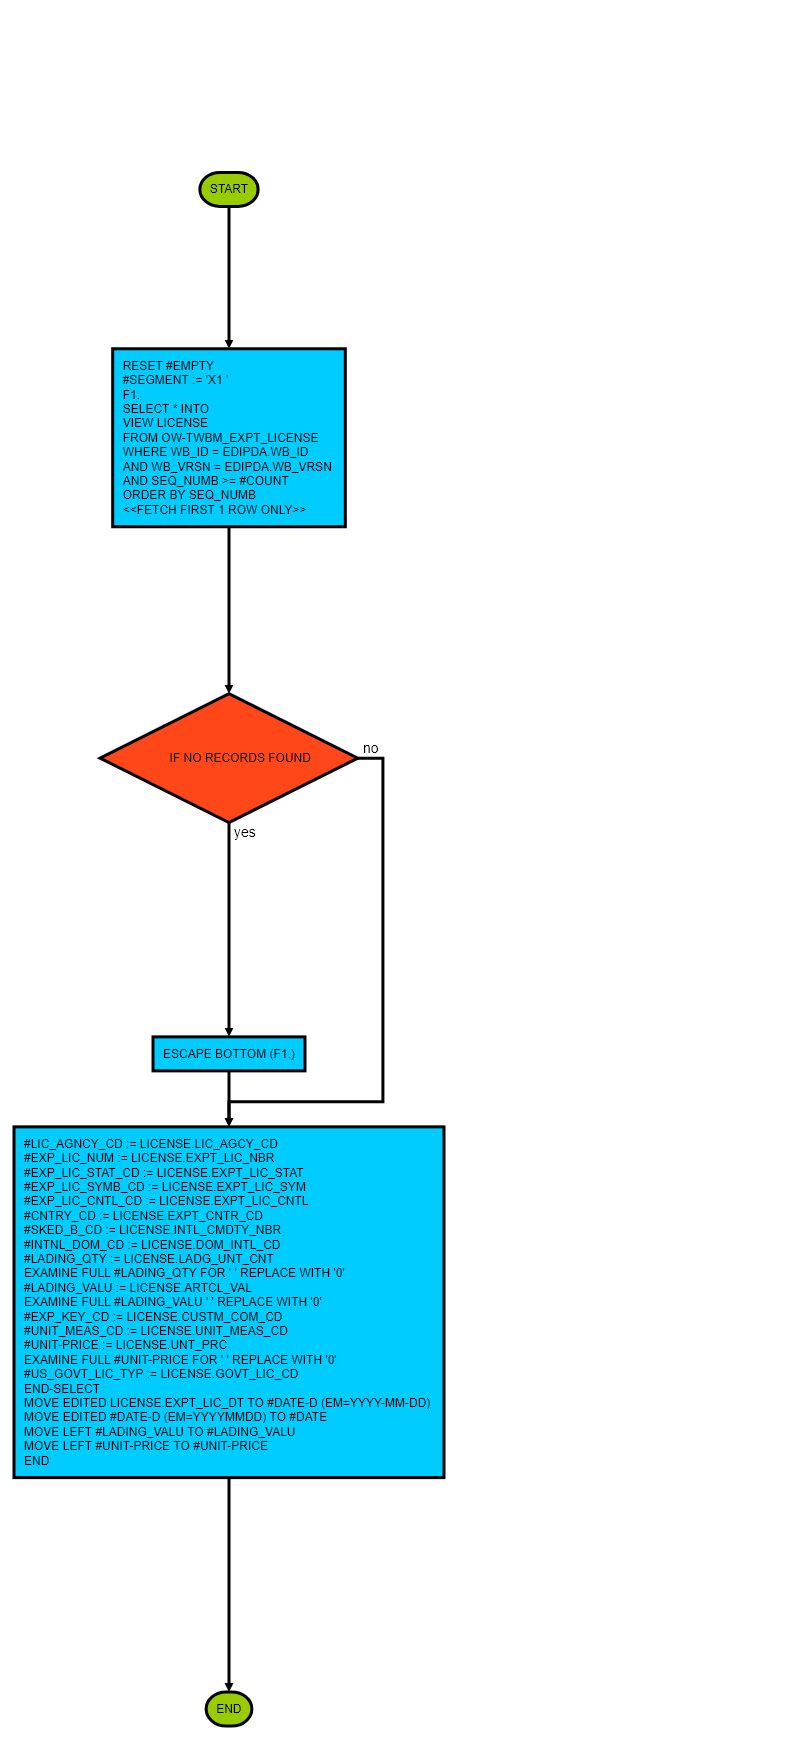 START
RESET #EMPTY
#SEGMENT := 'X1 '
F1.
SELECT * INTO
VIEW LICENSE
FROM OW-TWBM_EXPT_LICENSE
WHERE WB_ID = EDIPDA.WB_ID
AND WB_VRSN = EDIPDA.WB_VRSN
AND SEQ_NUMB >= #COUNT
ORDER BY SEQ_NUMB
<<FETCH FIRST 1 ROW ONLY>>
IF NO RECORDS FOUND
no
yes
ESCAPE BOTTOM (F1.)
#LIC_AGNCY_CD := LICENSE.LIC_AGCY_CD
#EXP_LIC_NUM := LICENSE.EXPT_LIC_NBR
#EXP_LIC_STAT_CD := LICENSE.EXPT_LIC_STAT
#EXP_LIC_SYMB_CD := LICENSE.EXPT_LIC_SYM
#EXP_LIC_CNTL_CD := LICENSE.EXPT_LIC_CNTL
#CNTRY_CD := LICENSE.EXPT_CNTR_CD
#SKED_B_CD := LICENSE.INTL_CMDTY_NBR
#INTNL_DOM_CD := LICENSE.DOM_INTL_CD
#LADING_QTY := LICENSE.LADG_UNT_CNT
EXAMINE FULL #LADING_QTY FOR ' ' REPLACE WITH '0'
#LADING_VALU := LICENSE.ARTCL_VAL
EXAMINE FULL #LADING_VALU ' ' REPLACE WITH '0'
#EXP_KEY_CD := LICENSE.CUSTM_COM_CD
#UNIT_MEAS_CD := LICENSE.UNIT_MEAS_CD
#UNIT-PRICE := LICENSE.UNT_PRC
EXAMINE FULL #UNIT-PRICE FOR ' ' REPLACE WITH '0'
#US_GOVT_LIC_TYP := LICENSE.GOVT_LIC_CD
END-SELECT
MOVE EDITED LICENSE.EXPT_LIC_DT TO #DATE-D (EM=YYYY-MM-DD)
MOVE EDITED #DATE-D (EM=YYYYMMDD) TO #DATE
MOVE LEFT #LADING_VALU TO #LADING_VALU
MOVE LEFT #UNIT-PRICE TO #UNIT-PRICE
END
END